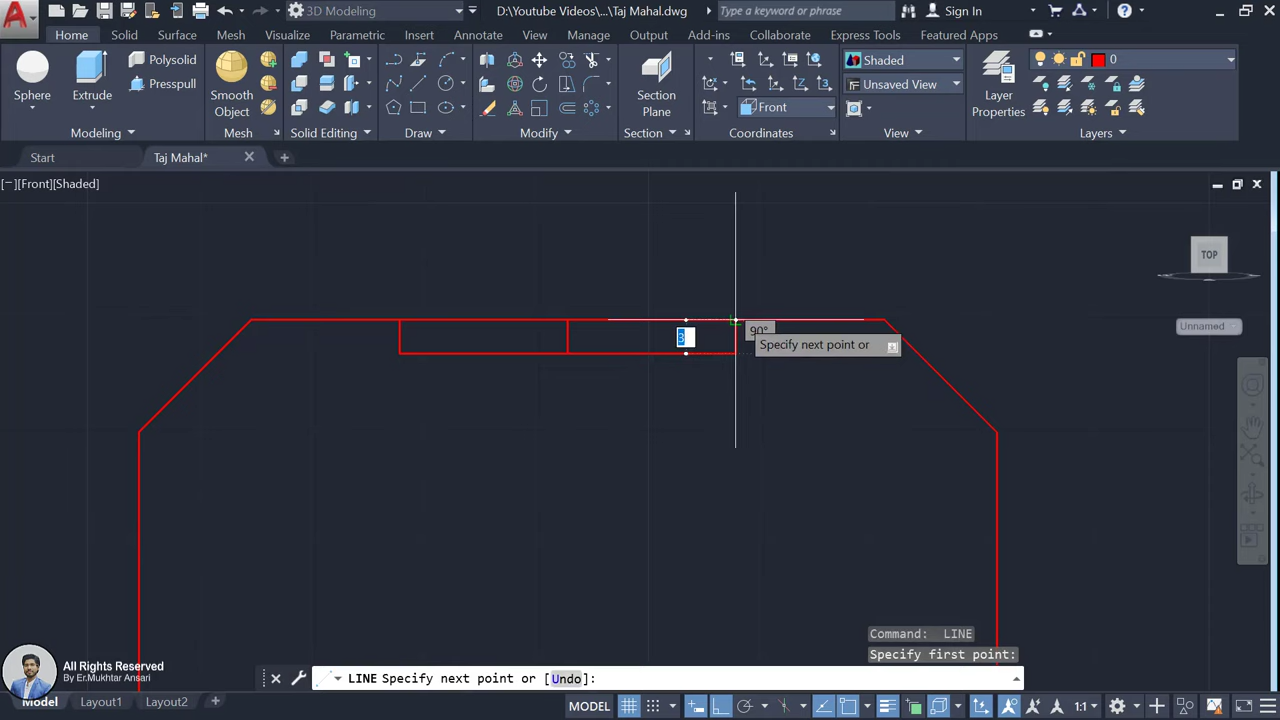 A
3D Modeling
D:\Youtube Videos\...\Taj Mahal.dwg
Type a keyword or phrase
Sign In
Home
Solid
Surface
Mesh
Visualize
Parametric
Insert
Annotate
View
Manage
Output
Add-ins
Collaborate
Express Tools
Featured Apps
Sphere
Extrude
Polysolid
Presspull
Smooth
Object
Section
Plane
Front
Shaded
Unsaved View
Layer
Properties
0
Modeling
Mesh
Solid Editing
Draw
Modify
Section
Coordinates
View
Layers
Start
Taj Mahal*
[−][Front][Shaded]
TOP
Unnamed
3
90°
Specify next point or
Command: LINE
Specify first point:
LINE Specify next point or [Undo]:
All Rights Reserved
By Er.Mukhtar Ansari
Model
Layout1
Layout2
MODEL
1:1